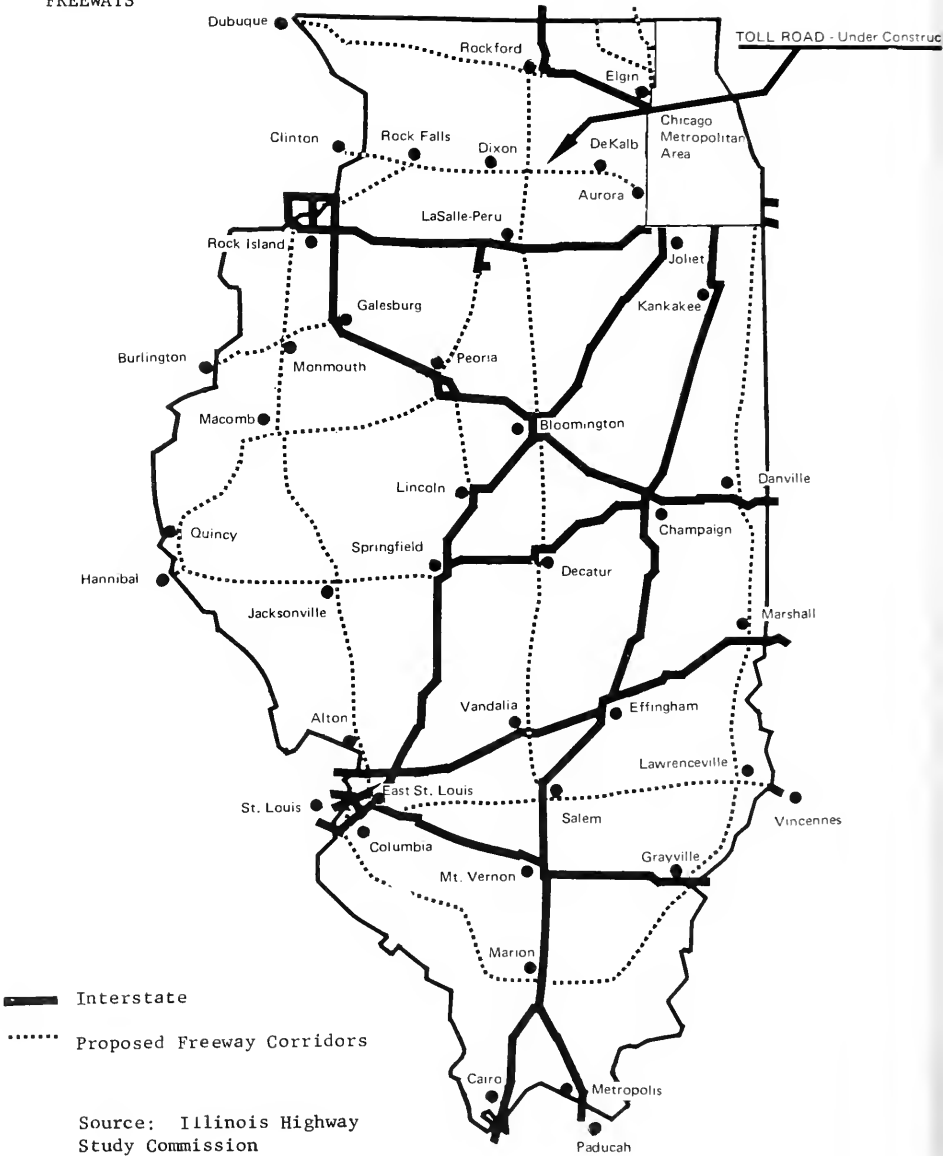 FREEWAYS
Dubuque
TOLL ROAD - Under Construc
Rockford
Elgin
Chicago
Metropolitan
Area
Clinton
Rock Falls
Dixon
DeKalb
Aurora
LaSalle-Peru
Rock Island
Joliet
Kankakee
Galesburg
Burlington
Monmouth
Peoria
Macomb
Bloomington
Lincoln
Danville
Champaign
Quincy
Springfield
Decatur
Hannibal
Jacksonville
Marshall
Vandalia
Effingham
Alton
Lawrenceville
East St. Louis
St. Louis
Salem
Vincennes
Columbia
Grayville
Mt. Vernon
Marion
Interstate
Proposed Freeway Corridors
Cairo
Metropolis
Source: Illinois Highway
Study Commission
Paducah